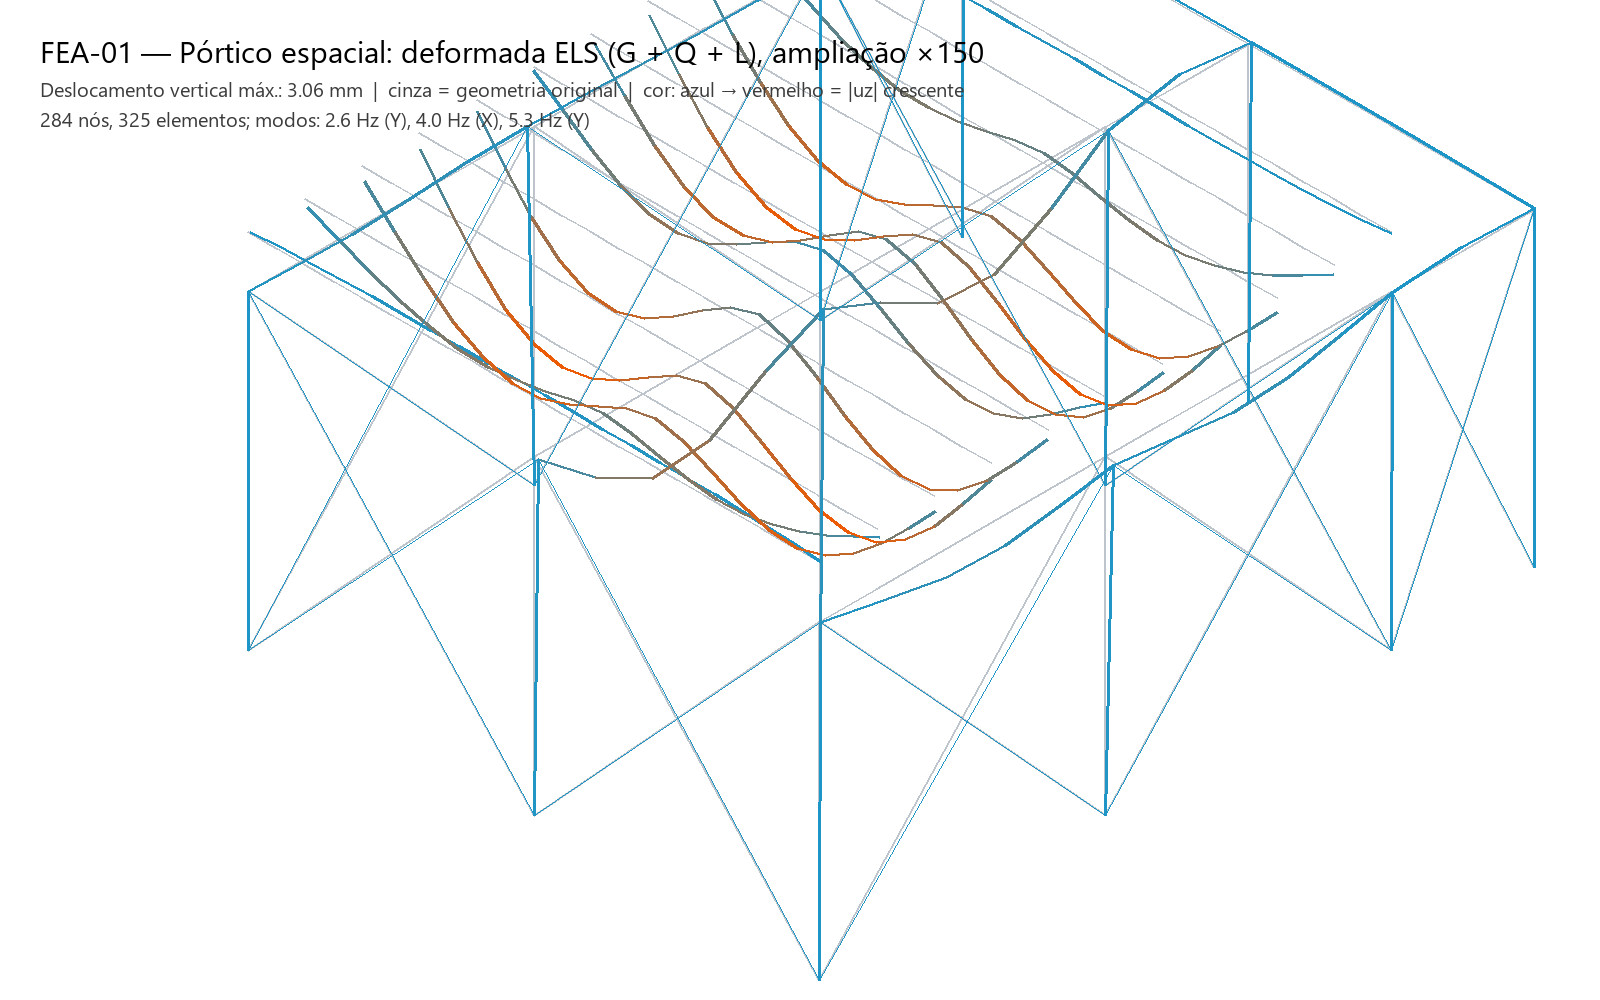 FEA-01 — Pórtico espacial: deformada ELS (G + Q + L), ampliação ×150
Deslocamento vertical máx.: 3.06 mm | cinza = geometria original | cor: azul → vermelho = |uz| crescente
284 nós, 325 elementos; modos: 2.6 Hz (Y), 4.0 Hz (X), 5.3 Hz (Y)